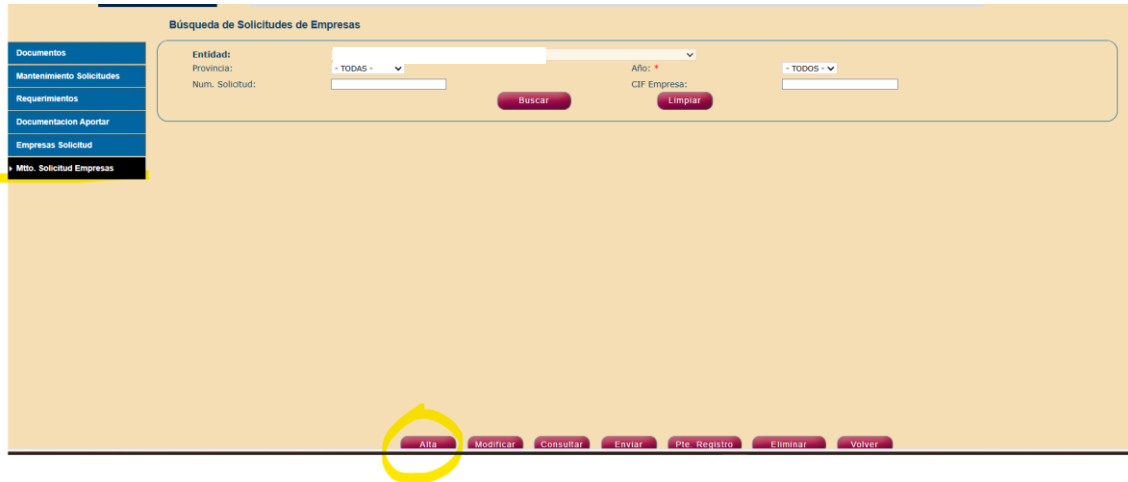 Búsqueda de Solicitudes de Empresas
Documentos
Mantenimiento Solicitudes
Requerimientos
Documentacion Aportar
Empresas Solicitud
Mtto. Solicitud Empresas
Entidad:
Provincia: - TODAS - Año: * - TODOS -
Num. Solicitud: CIF Empresa:
Buscar Limpiar
Alta Modificar Consultar Enviar Pte. Registro Eliminar Volver